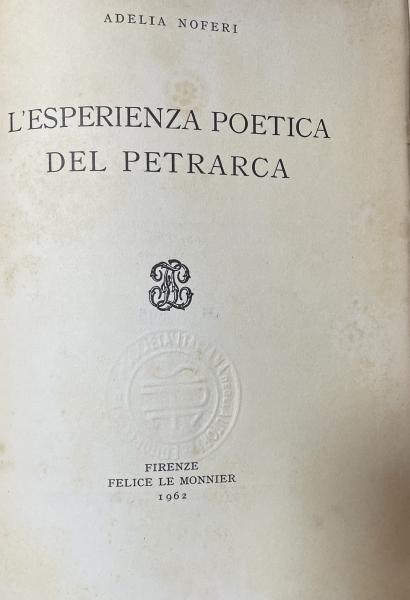 ADELIA NOFERI
L'ESPERIENZA POETICA
DEL PETRARCA
FIRENZE
FELICE LE MONNIER
1962